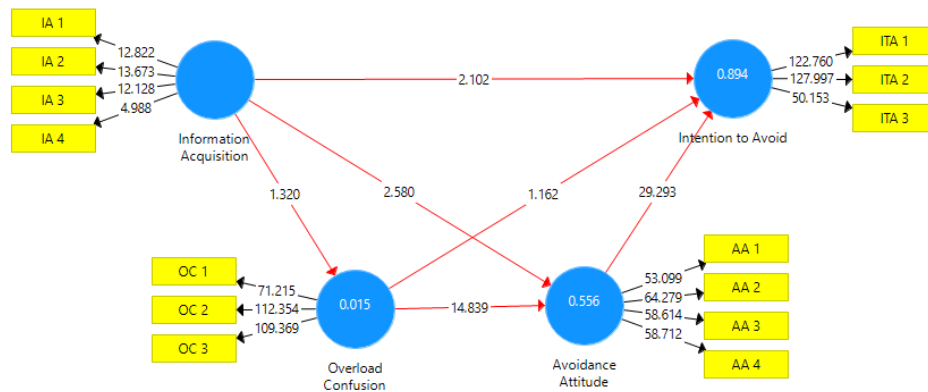 IA 1
IA 2
IA 3
IA 4
12.822
13.673
12.128
4.988
Information
Acquisition
2.102
0.894
Intention to Avoid
122.760
127.997
50.153
ITA 1
ITA 2
ITA 3
1.320
2.580
1.162
29.293
OC 1
OC 2
OC 3
71.215
112.354
109.369
0.015
Overload
Confusion
14.839
0.556
Avoidance
Attitude
53.099
64.279
58.614
58.712
AA 1
AA 2
AA 3
AA 4